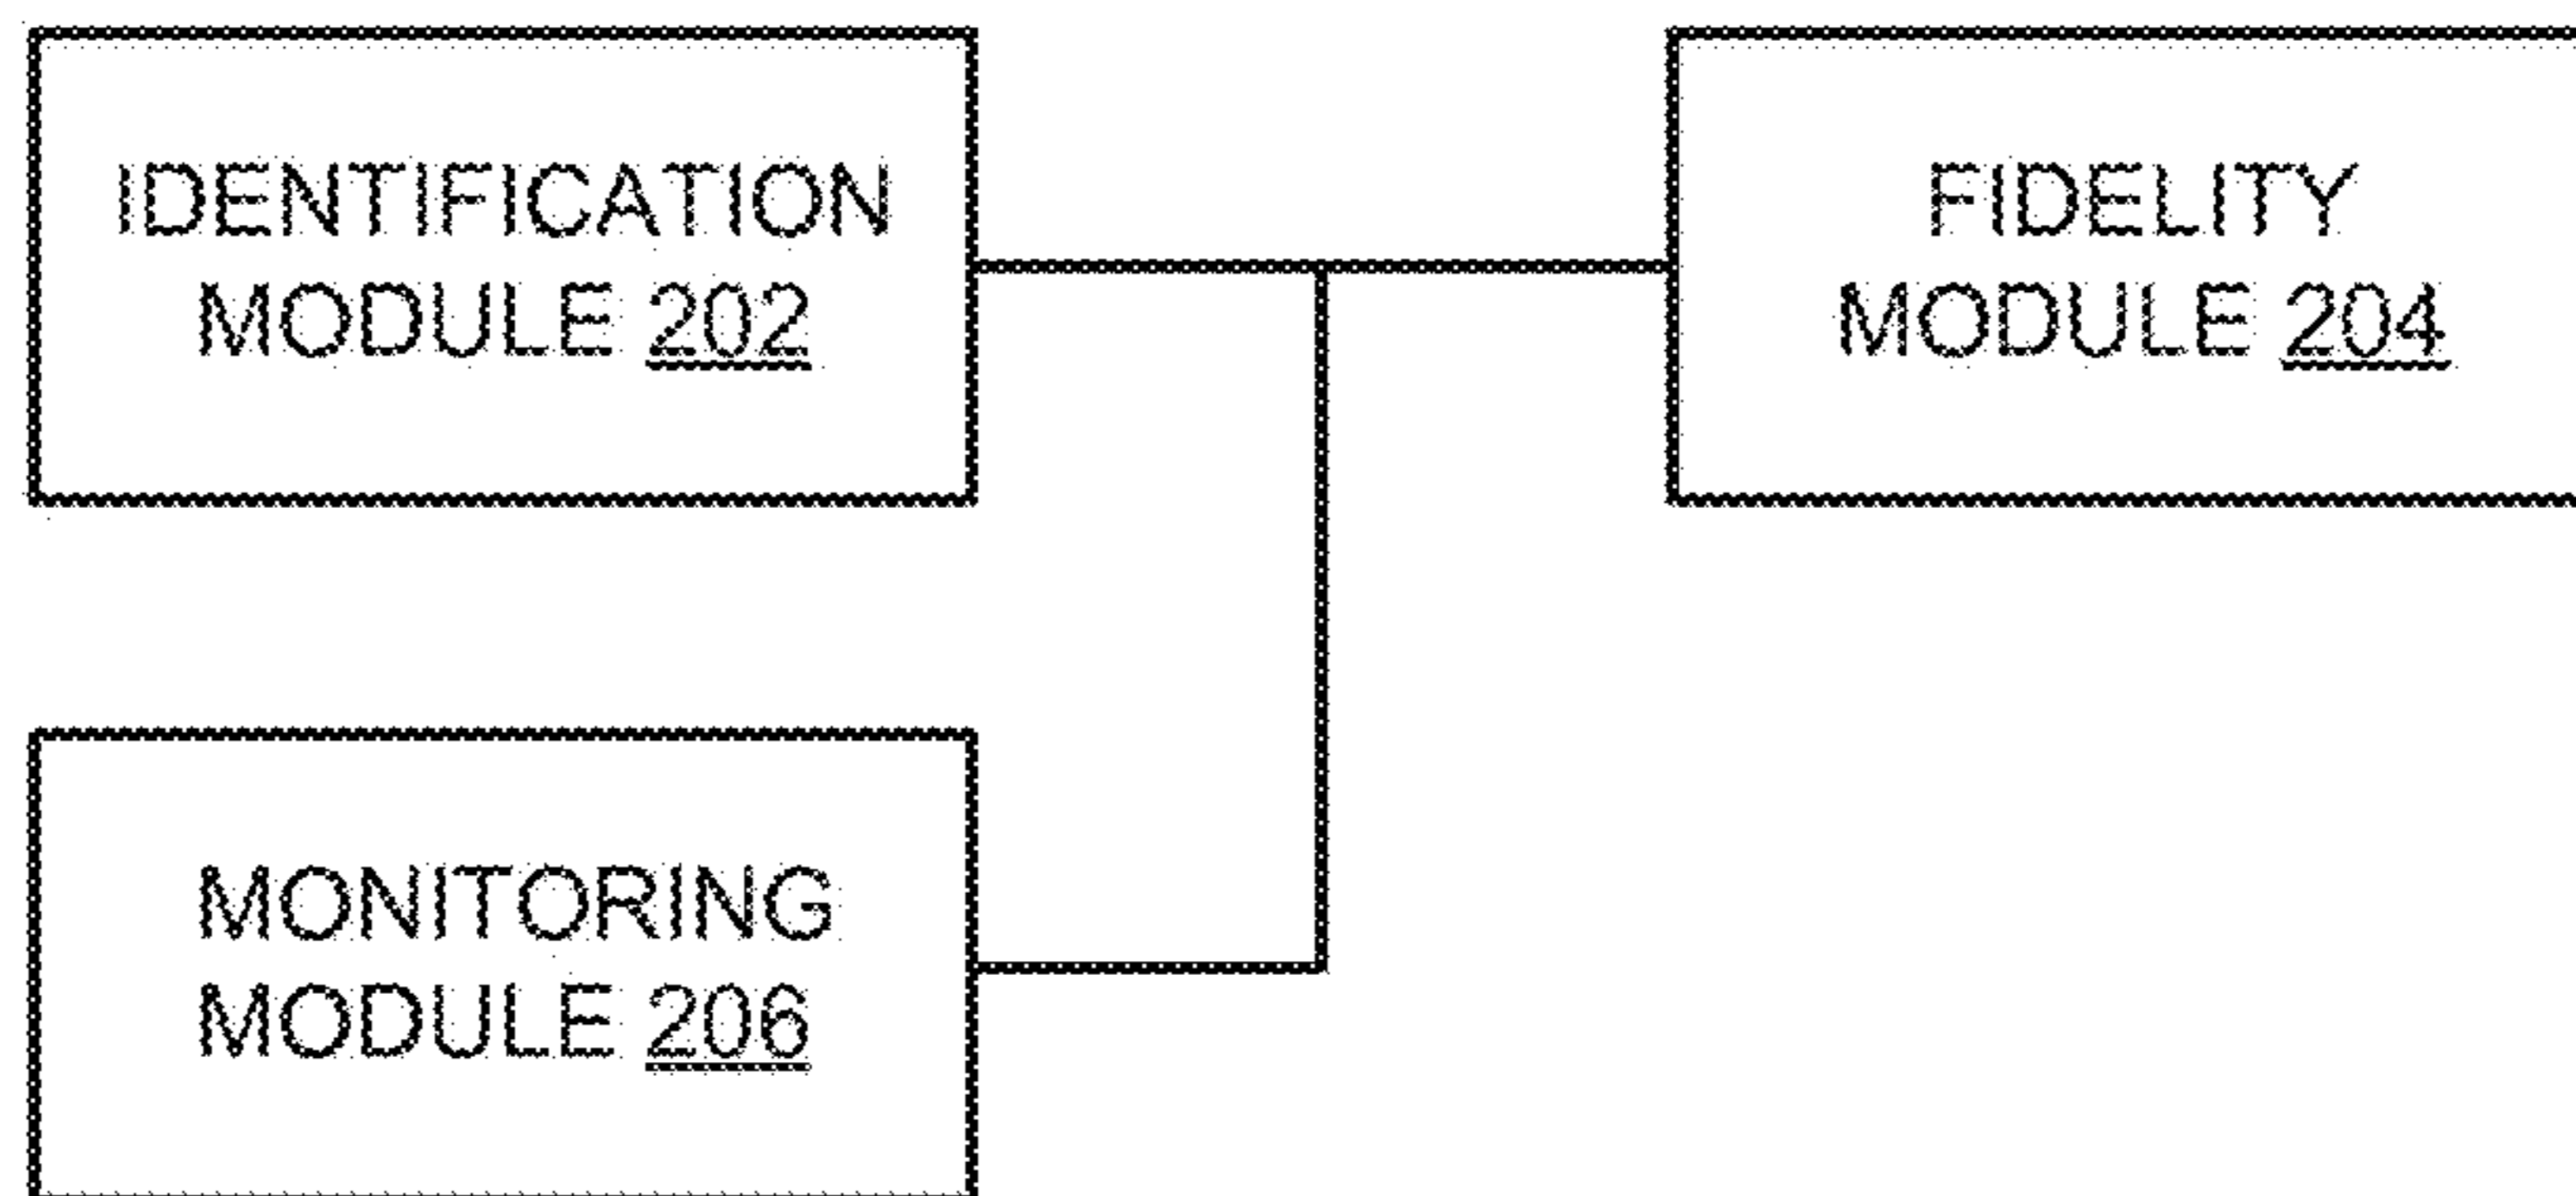 IDENTIFICATION
MODULE 202
FIDELITY
MODULE 204
MONITORING
MODULE 206